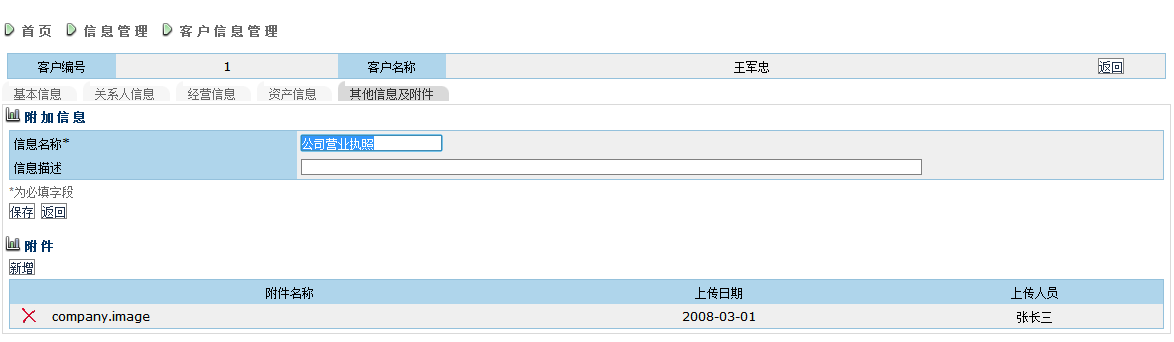 首页 信息管理 客户信息管理
客户编号 1 客户名称 王军忠 返回
基本信息 关系人信息 经营信息 资产信息 其他信息及附件
附加信息
信息名称* 公司营业执照
信息描述
*为必填字段
保存 返回
附件
新增
附件名称 上传日期 上传人员
company.image 2008-03-01 张长三